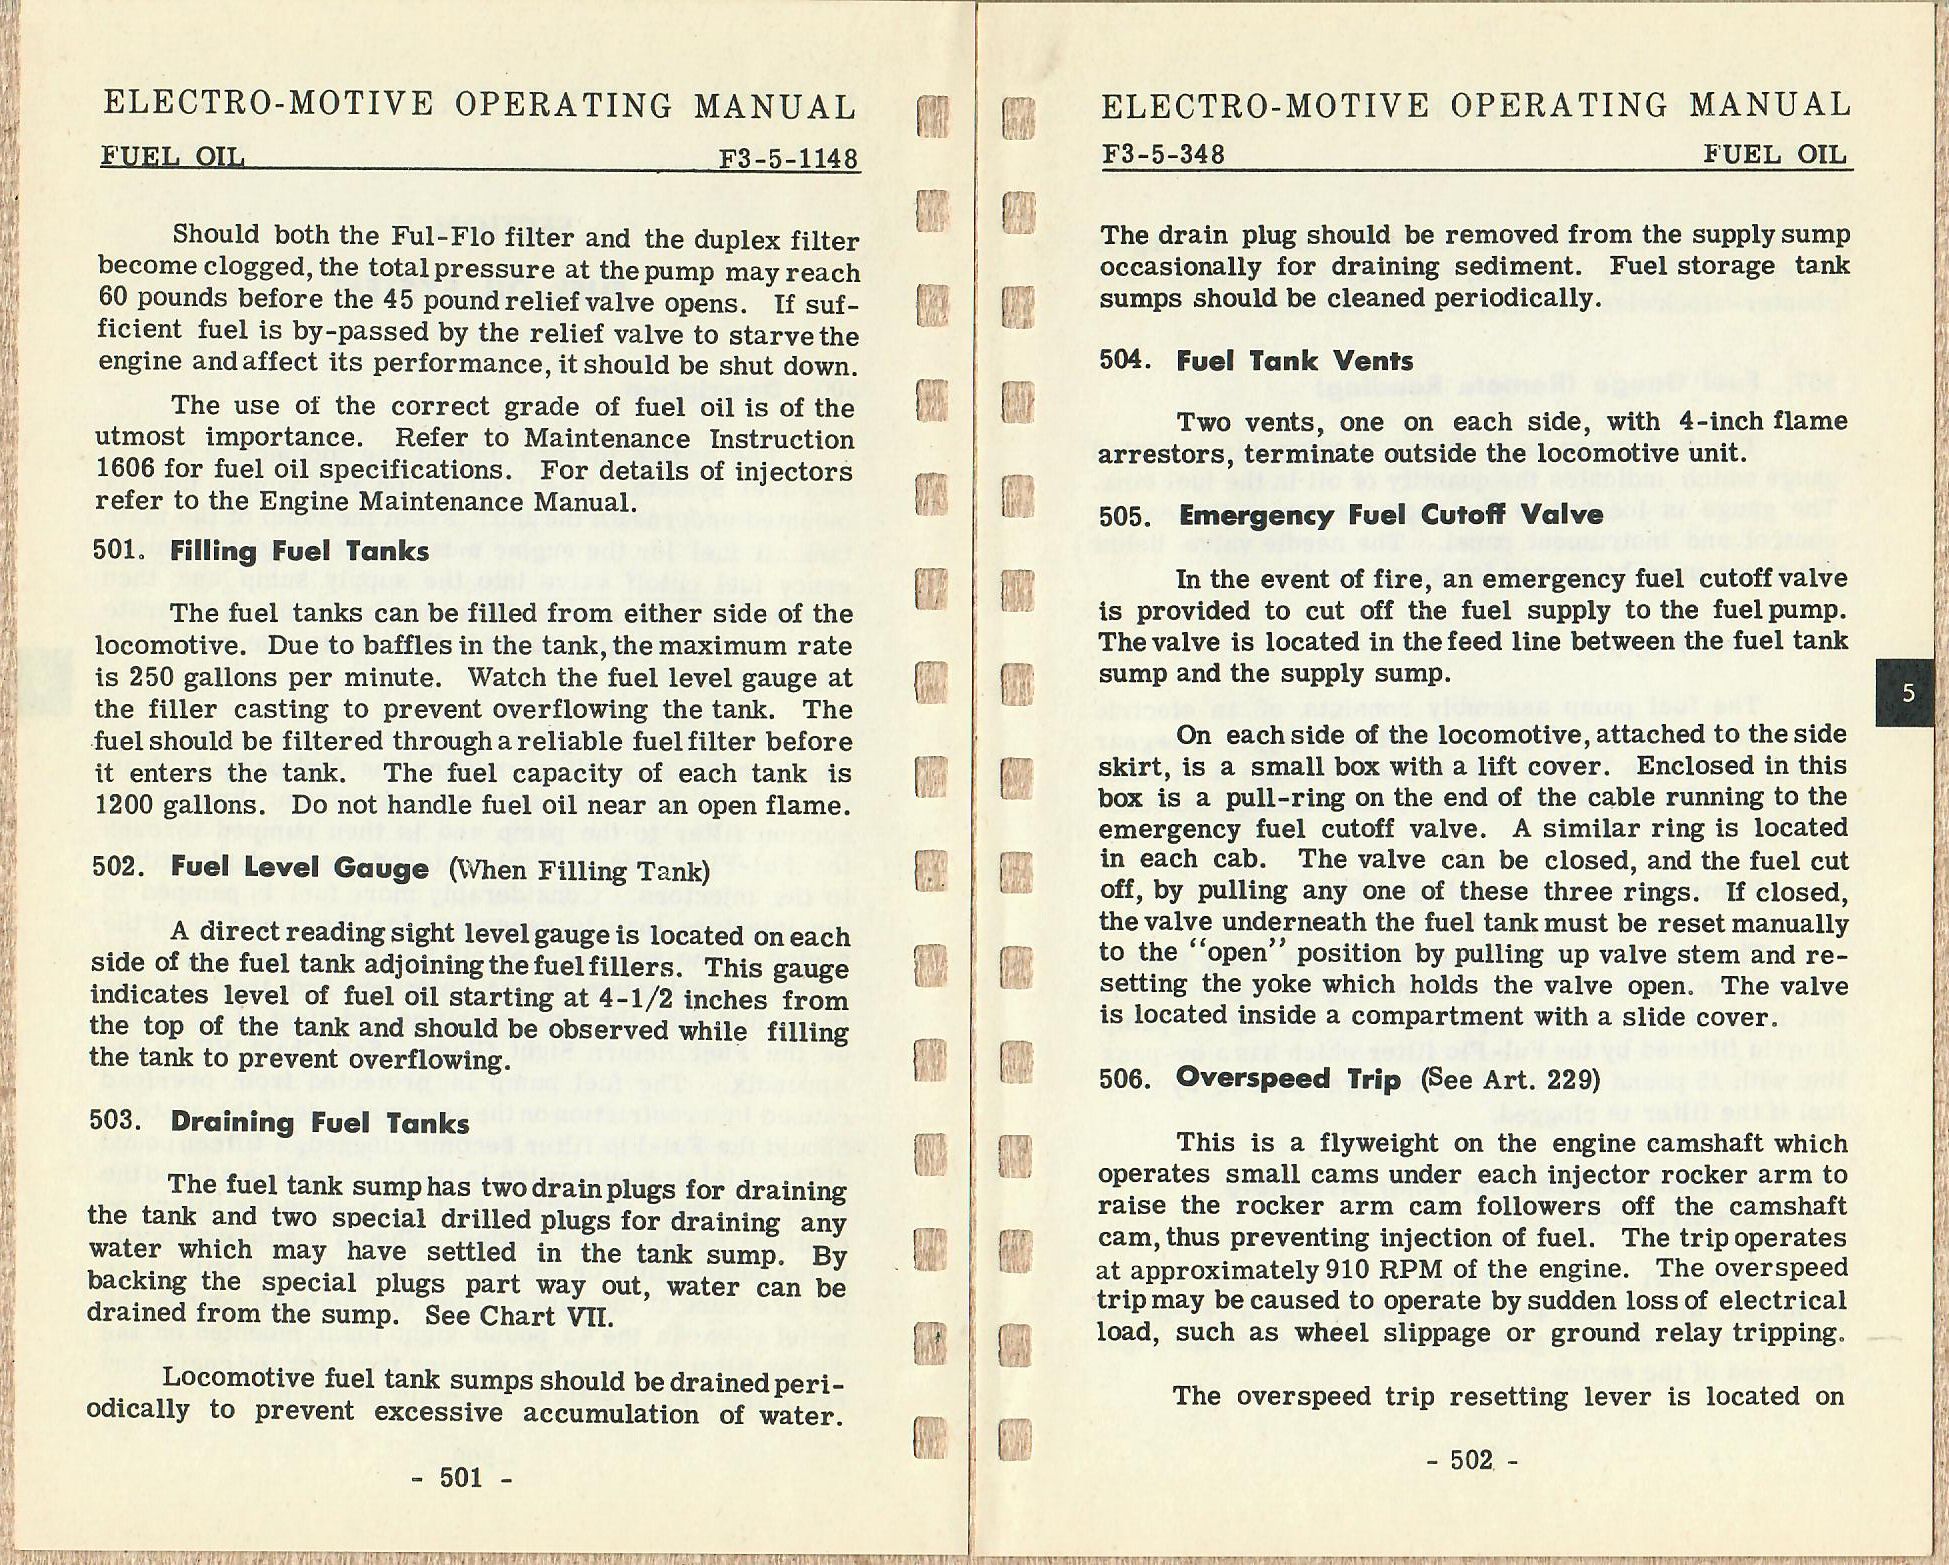 ELECTRO-MOTIVE OPERATING MANUAL
FUEL OIL F3-5-1148
Should both the Ful-Flo filter and the duplex filter
become clogged, the total pressure at the pump may reach
60 pounds before the 45 pound relief valve opens. If suf-
ficient fuel is by-passed by the relief valve to starve the
engine and affect its performance, it should be shut down.
The use of the correct grade of fuel oil is of the
utmost importance. Refer to Maintenance Instruction
1606 for fuel oil specifications. For details of injectors
refer to the Engine Maintenance Manual.
501. Filling Fuel Tanks
The fuel tanks can be filled from either side of the
locomotive. Due to baffles in the tank, the maximum rate
is 250 gallons per minute. Watch the fuel level gauge at
the filler casting to prevent overflowing the tank. The
fuel should be filtered through a reliable fuel filter before
it enters the tank. The fuel capacity of each tank is
1200 gallons. Do not handle fuel oil near an open flame.
502. Fuel Level Gauge (When Filling Tank)
A direct reading sight level gauge is located on each
side of the fuel tank adjoining the fuel fillers. This gauge
indicates level of fuel oil starting at 4-1/2 inches from
the top of the tank and should be observed while filling
the tank to prevent overflowing.
503. Draining Fuel Tanks
The fuel tank sump has two drain plugs for draining
the tank and two special drilled plugs for draining any
water which may have settled in the tank sump. By
backing the special plugs part way out, water can be
drained from the sump. See Chart VII.
Locomotive fuel tank sumps should be drained peri-
odically to prevent excessive accumulation of water.
- 501 -
ELECTRO-MOTIVE OPERATING MANUAL
F3-5-348 FUEL OIL
The drain plug should be removed from the supply sump
occasionally for draining sediment. Fuel storage tank
sumps should be cleaned periodically.
504. Fuel Tank Vents
Two vents, one on each side, with 4-inch flame
arrestors, terminate outside the locomotive unit.
505. Emergency Fuel Cutoff Valve
In the event of fire, an emergency fuel cutoff valve
is provided to cut off the fuel supply to the fuel pump.
The valve is located in the feed line between the fuel tank
sump and the supply sump.
On each side of the locomotive, attached to the side
skirt, is a small box with a lift cover. Enclosed in this
box is a pull-ring on the end of the cable running to the
emergency fuel cutoff valve. A similar ring is located
in each cab. The valve can be closed, and the fuel cut
off, by pulling any one of these three rings. If closed,
the valve underneath the fuel tank must be reset manually
to the "open" position by pulling up valve stem and re-
setting the yoke which holds the valve open. The valve
is located inside a compartment with a slide cover.
506. Overspeed Trip (See Art. 229)
This is a flyweight on the engine camshaft which
operates small cams under each injector rocker arm to
raise the rocker arm cam followers off the camshaft
cam, thus preventing injection of fuel. The trip operates
at approximately 910 RPM of the engine. The overspeed
trip may be caused to operate by sudden loss of electrical
load, such as wheel slippage or ground relay tripping.
The overspeed trip resetting lever is located on
- 502 -
5